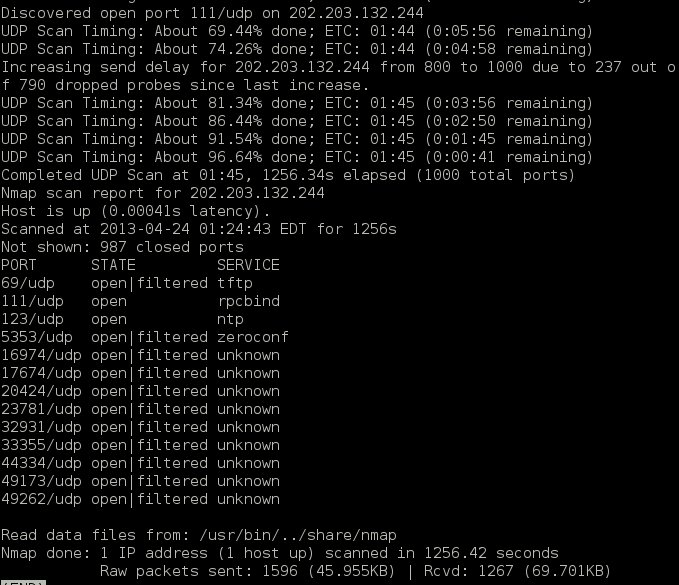 Discovered open port 111/udp on 202.203.132.244
UDP Scan Timing: About 69.44% done; ETC: 01:44 (0:05:56 remaining)
UDP Scan Timing: About 74.26% done; ETC: 01:44 (0:04:58 remaining)
Increasing send delay for 202.203.132.244 from 800 to 1000 due to 237 out o
f 790 dropped probes since last increase.
UDP Scan Timing: About 81.34% done; ETC: 01:45 (0:03:56 remaining)
UDP Scan Timing: About 86.44% done; ETC: 01:45 (0:02:50 remaining)
UDP Scan Timing: About 91.54% done; ETC: 01:45 (0:01:45 remaining)
UDP Scan Timing: About 96.64% done; ETC: 01:45 (0:00:41 remaining)
Completed UDP Scan at 01:45, 1256.34s elapsed (1000 total ports)
Nmap scan report for 202.203.132.244
Host is up (0.00041s latency).
Scanned at 2013-04-24 01:24:43 EDT for 1256s
Not shown: 987 closed ports
PORT      STATE         SERVICE
69/udp    open|filtered tftp
111/udp   open          rpcbind
123/udp   open          ntp
5353/udp  open|filtered zeroconf
16974/udp open|filtered unknown
17674/udp open|filtered unknown
20424/udp open|filtered unknown
23781/udp open|filtered unknown
32931/udp open|filtered unknown
33355/udp open|filtered unknown
44334/udp open|filtered unknown
49173/udp open|filtered unknown
49262/udp open|filtered unknown
Read data files from: /usr/bin/../share/nmap
Nmap done: 1 IP address (1 host up) scanned in 1256.42 seconds
Raw packets sent: 1596 (45.955KB) | Rcvd: 1267 (69.701KB)